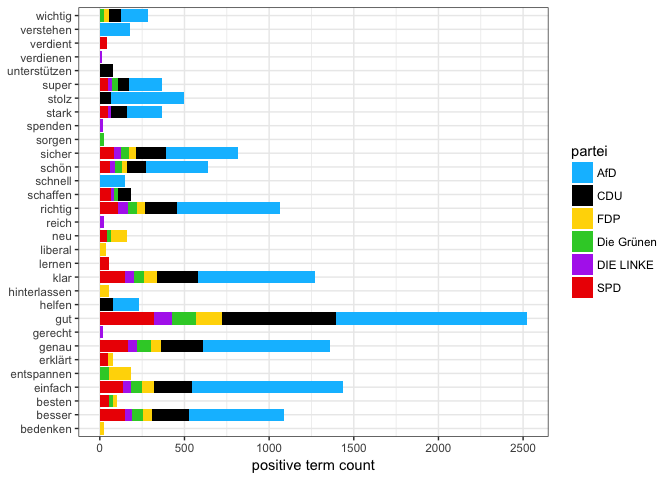 wichtig
verstehen
verdient
verdienen
unterstützen
super
stolz
stark
spenden
sorgen
sicher
schön
schnell
schaffen
richtig
reich
neu
liberal
lernen
klar
hinterlassen
helfen
gut
gerecht
genau
erklärt
entspannen
einfach
besten
besser
bedenken
0 500 1000 1500 2000 2500
positive term count
partei
AfD
CDU
FDP
Die Grünen
DIE LINKE
SPD